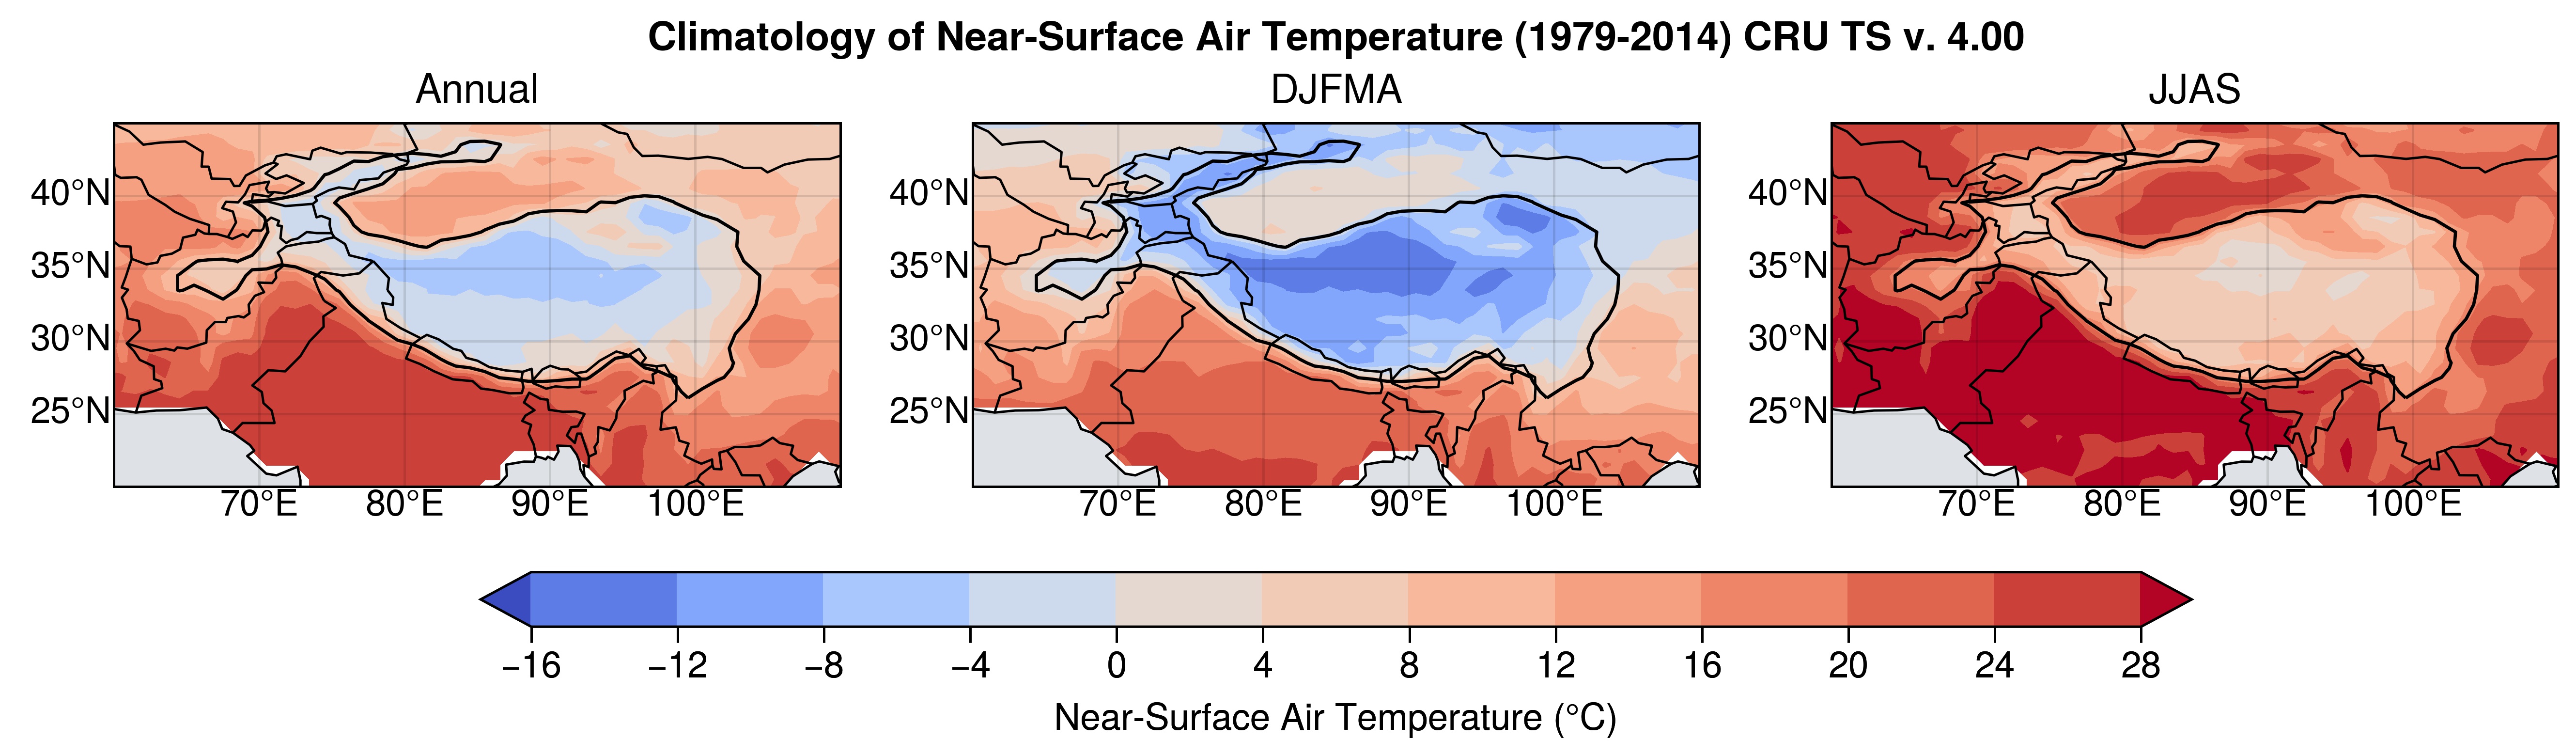 Climatology of Near-Surface Air Temperature (1979-2014) CRU TS v. 4.00
Annual DJFMA JJAS
40°N 40°N 40°N
35°N 35°N 35°N
30°N 30°N 30°N
25°N 25°N 25°N
70°E 80°E 90°E 100°E 70°E 80°E 90°E 100°E 70°E 80°E 90°E 100°E
−16 −12 −8 −4 0 4 8 12 16 20 24 28
Near-Surface Air Temperature (°C)